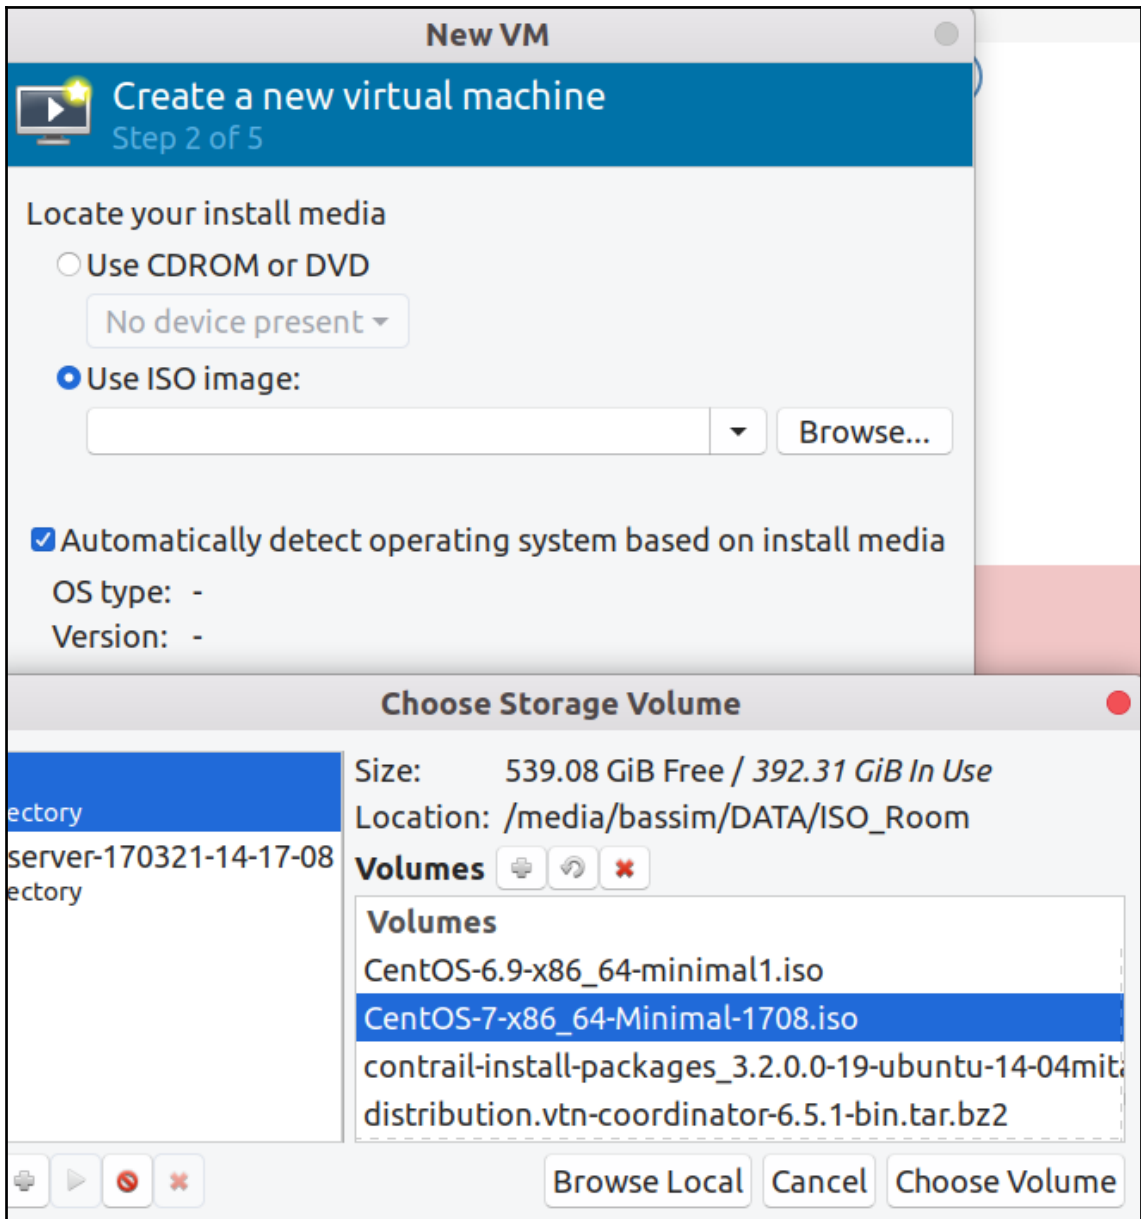 New VM
Create a new virtual machine
Step 2 of 5
Locate your install media
Use CDROM or DVD
No device present
Use ISO image:
Browse...
Automatically detect operating system based on install media
OS type: -
Version: -
Choose Storage Volume
ectory
server-170321-14-17-08
ectory
Size: 539.08 GiB Free / 392.31 GiB In Use
Location: /media/bassim/DATA/ISO_Room
Volumes
Volumes
CentOS-6.9-x86_64-minimal1.iso
CentOS-7-x86_64-Minimal-1708.iso
contrail-install-packages_3.2.0.0-19-ubuntu-14-04mit
distribution.vtn-coordinator-6.5.1-bin.tar.bz2
Browse Local
Cancel
Choose Volume